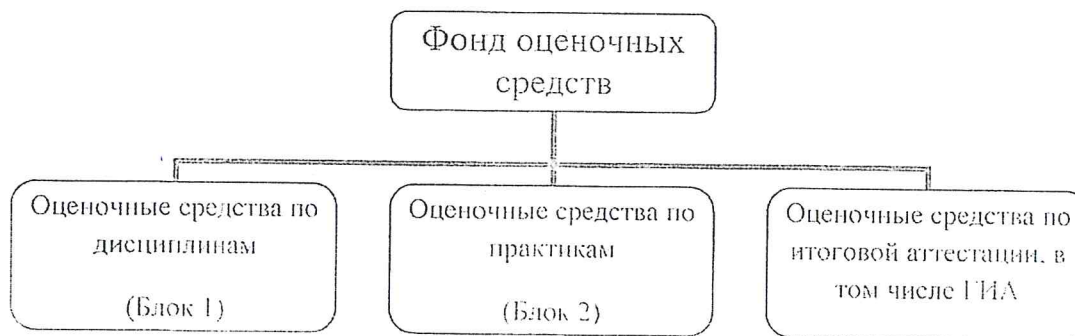 Фонд оценочных
средств
Оценочные средства по
дисциплинам
(Блок 1)
Оценочные средства по
практикам
(Блок 2)
Оценочные средства по
итоговой аттестации, в
том числе ГИА